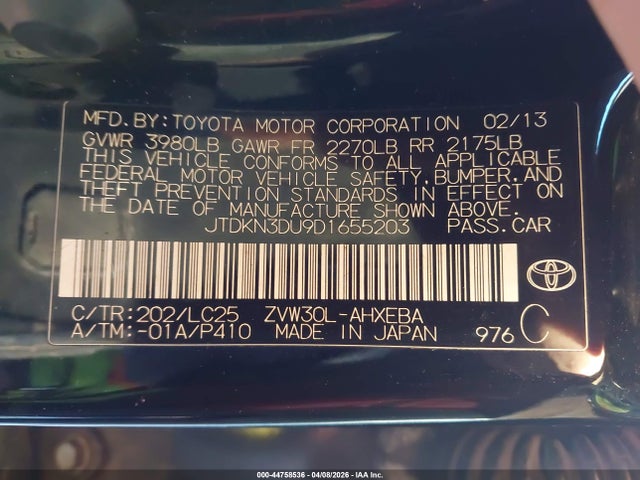 MFD.BY:TOYOTA MOTOR CORPORATION 02/13
GVWR 3980LB GAWR FR 2270LB RR 2175LB
THIS VEHICLE CONFORMS TO ALL APPLICABLE
FEDERAL MOTOR VEHICLE SAFETY,BUMPER,AND
THEFT PREVENTION STANDARDS IN EFFECT ON
THE DATE OF MANUFACTURE SHOWN ABOVE.
JTDKN3DU9D1655203 PASS.CAR
C/TR:202/LC25 ZVW30L-AHXEBA
A/TM:-01A/P410 MADE IN JAPAN 976 C
000-44758536 - 04/08/2026 - IAA Inc.